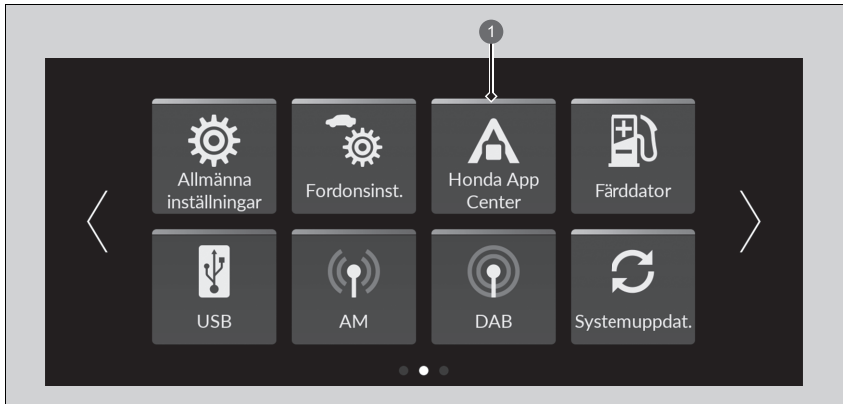 1
Allmänna
inställningar
Fordonsinst.
Honda App
Center
Färddator
USB
AM
DAB
Systemuppdat.